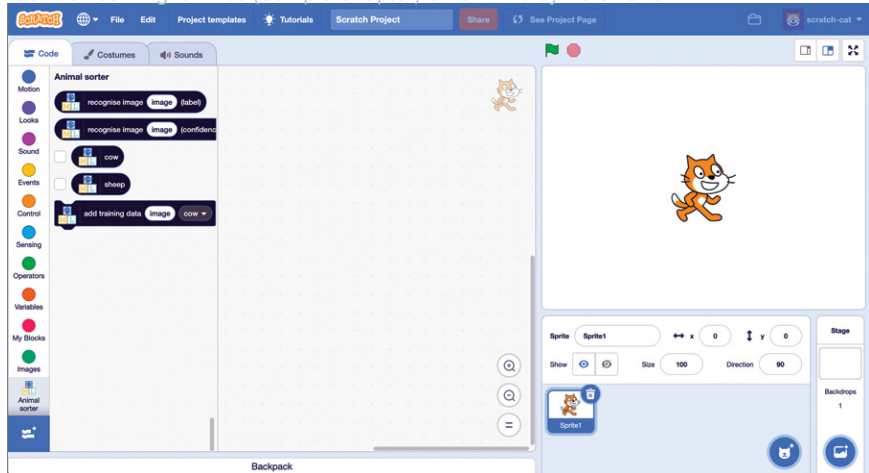 SCRATCH File Edit Project templates Tutorials Scratch Project Share See Project Page scratch-cat
Code Costumes Sounds
Motion
Looks
Sound
Events
Control
Sensing
Operators
Variables
My Blocks
Images
Animal
sorter
Animal sorter
recognise image image (label)
recognise image image (confidenc
cow
sheep
add training data image cow
Backpack
Sprite Sprite1 x 0 y 0
Show Size 100 Direction 90
Sprite1
Stage
Backdrops
1